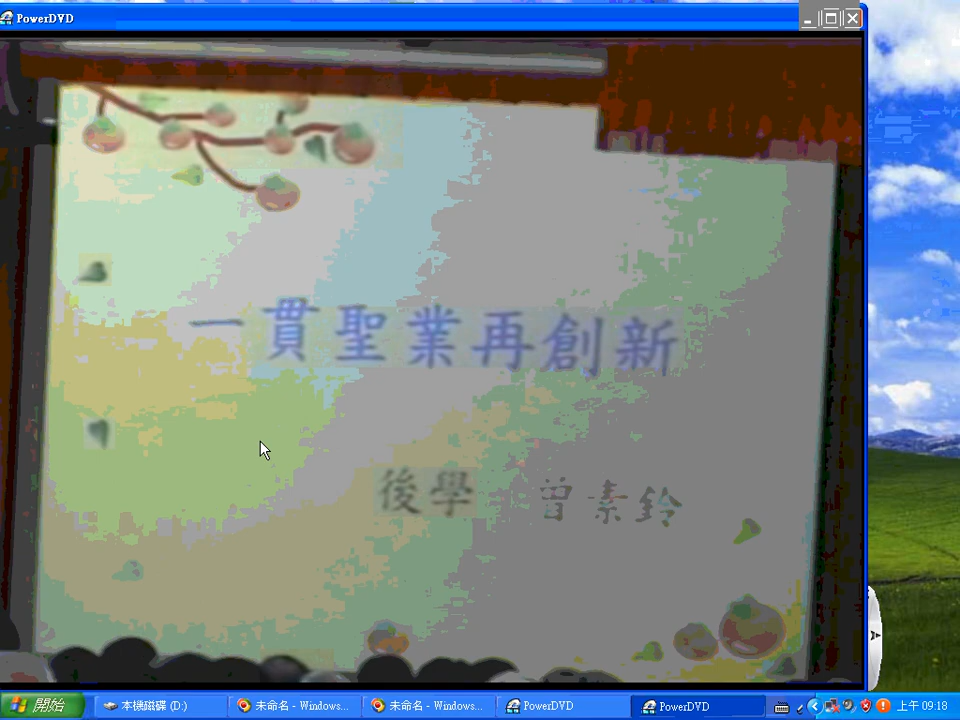 PowerDVD
一貫聖業再創新
後學 曾素鈴
開始
本機磁碟 (D:)
未命名 - Windows...
未命名 - Windows...
PowerDVD
PowerDVD
上午 09:18